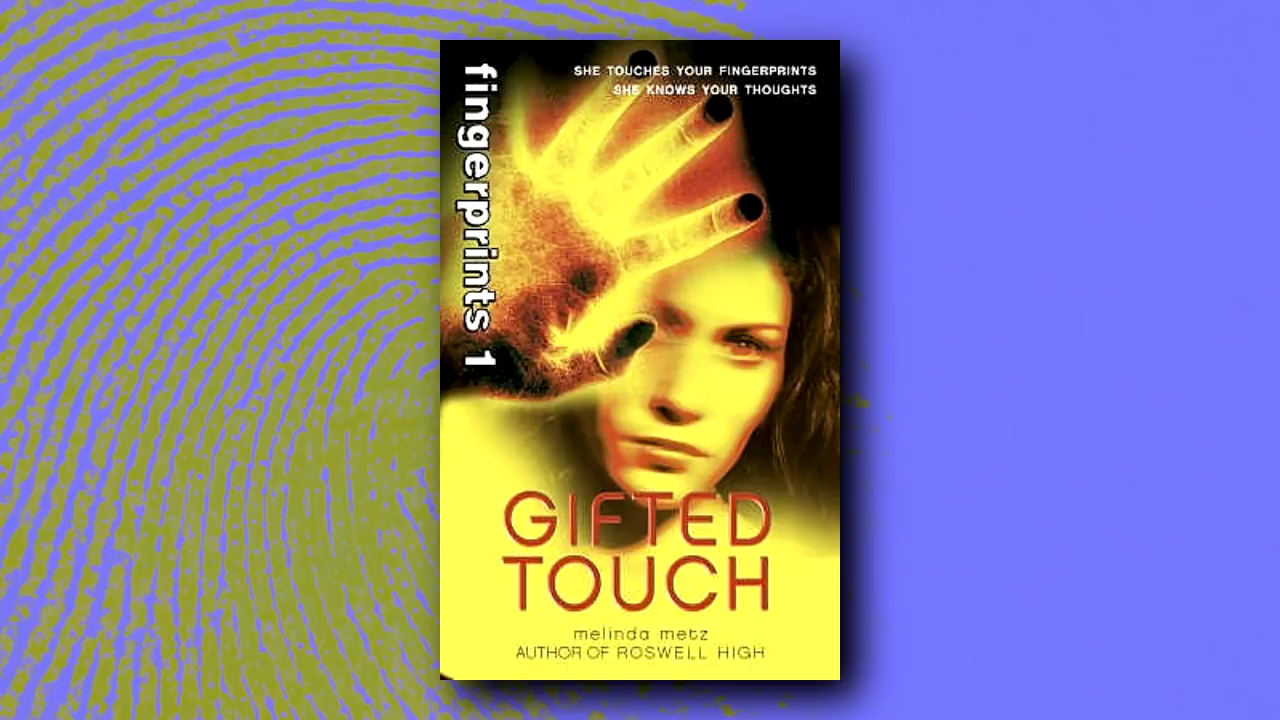 SHE TOUCHES YOUR FINGERPRINTS
SHE KNOWS YOUR THOUGHTS
fingerprints 1
GIFTED
TOUCH
melinda metz
AUTHOR OF ROSWELL HIGH